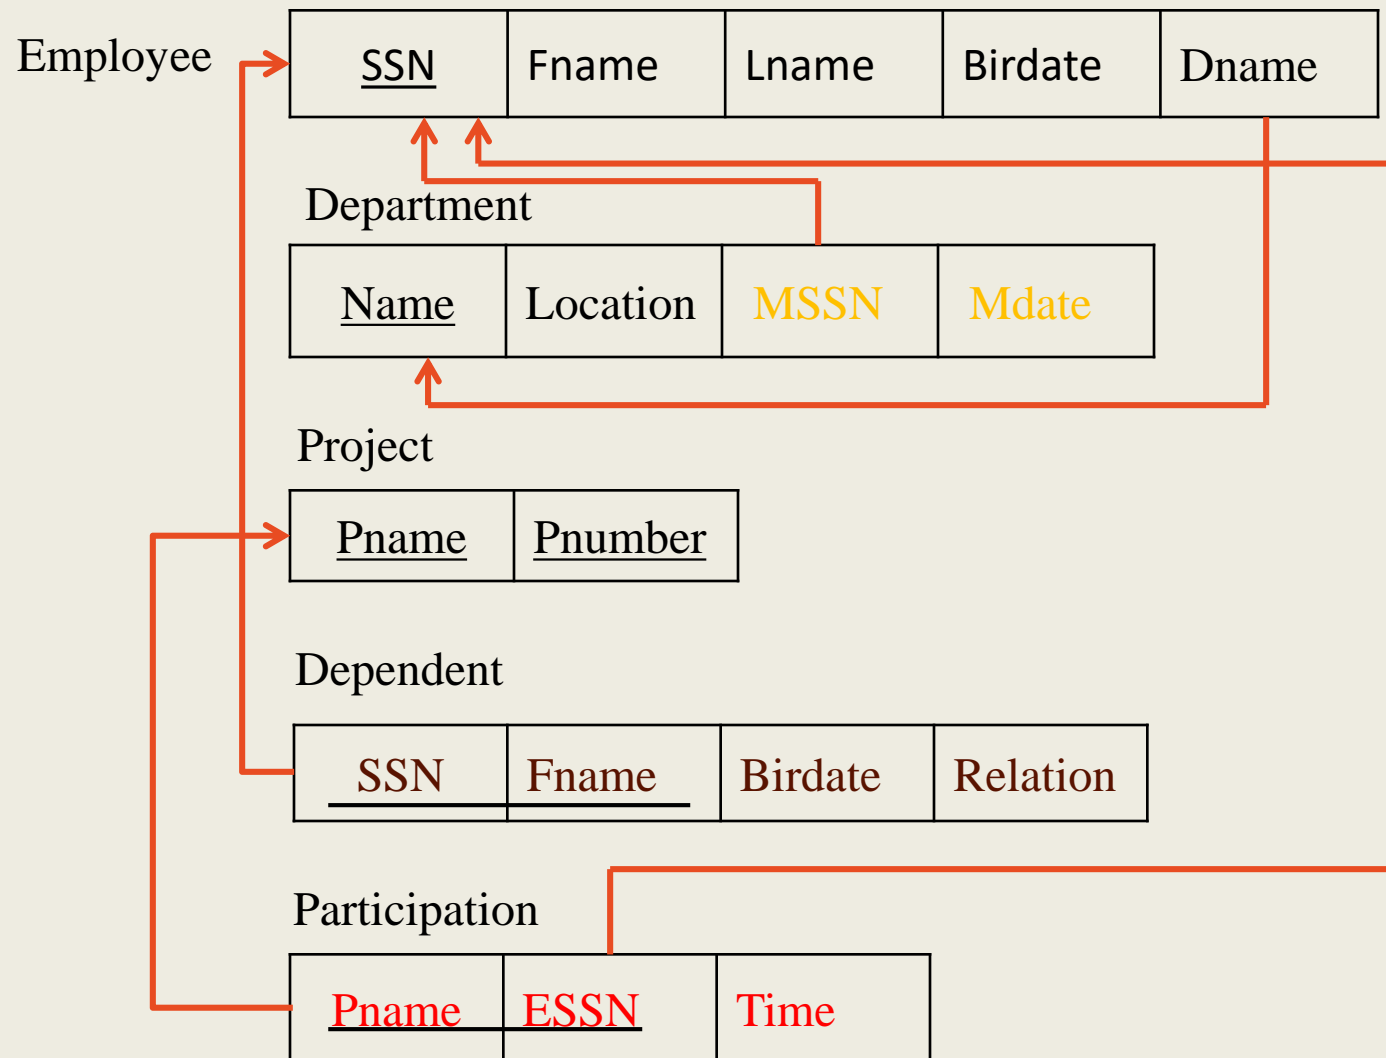 Employee SSN Fname Lname Birdate Dname
Department
Name Location MSSN Mdate
Project
Pname Pnumber
Dependent
SSN Fname Birdate Relation
Participation
Pname ESSN Time